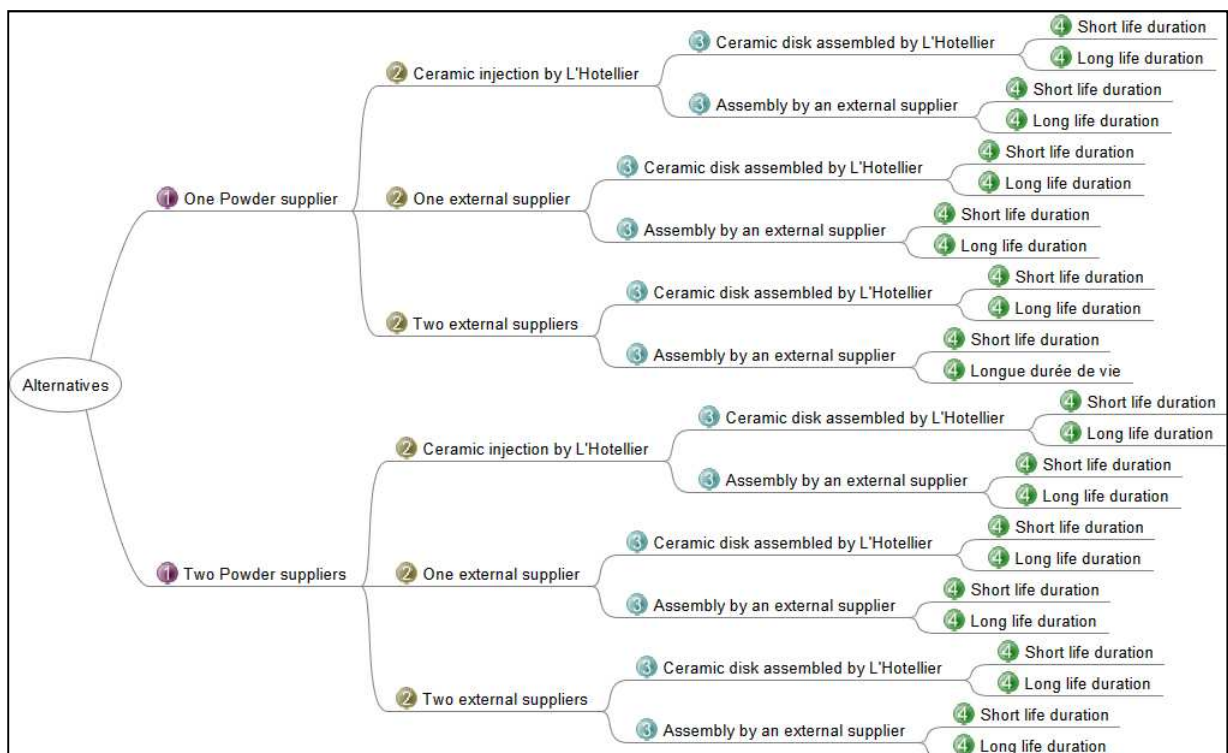 Alternatives
1 One Powder supplier
2 Ceramic injection by L'Hotellier
3 Ceramic disk assembled by L'Hotellier
4 Short life duration
4 Long life duration
3 Assembly by an external supplier
4 Short life duration
4 Long life duration
2 One external supplier
3 Ceramic disk assembled by L'Hotellier
4 Short life duration
4 Long life duration
3 Assembly by an external supplier
4 Short life duration
4 Long life duration
2 Two external suppliers
3 Ceramic disk assembled by L'Hotellier
4 Short life duration
4 Long life duration
3 Assembly by an external supplier
4 Short life duration
4 Longue durée de vie
1 Two Powder suppliers
2 Ceramic injection by L'Hotellier
3 Ceramic disk assembled by L'Hotellier
4 Short life duration
4 Long life duration
3 Assembly by an external supplier
4 Short life duration
4 Long life duration
2 One external supplier
3 Ceramic disk assembled by L'Hotellier
4 Short life duration
4 Long life duration
3 Assembly by an external supplier
4 Short life duration
4 Long life duration
2 Two external suppliers
3 Ceramic disk assembled by L'Hotellier
4 Short life duration
4 Long life duration
3 Assembly by an external supplier
4 Short life duration
4 Long life duration